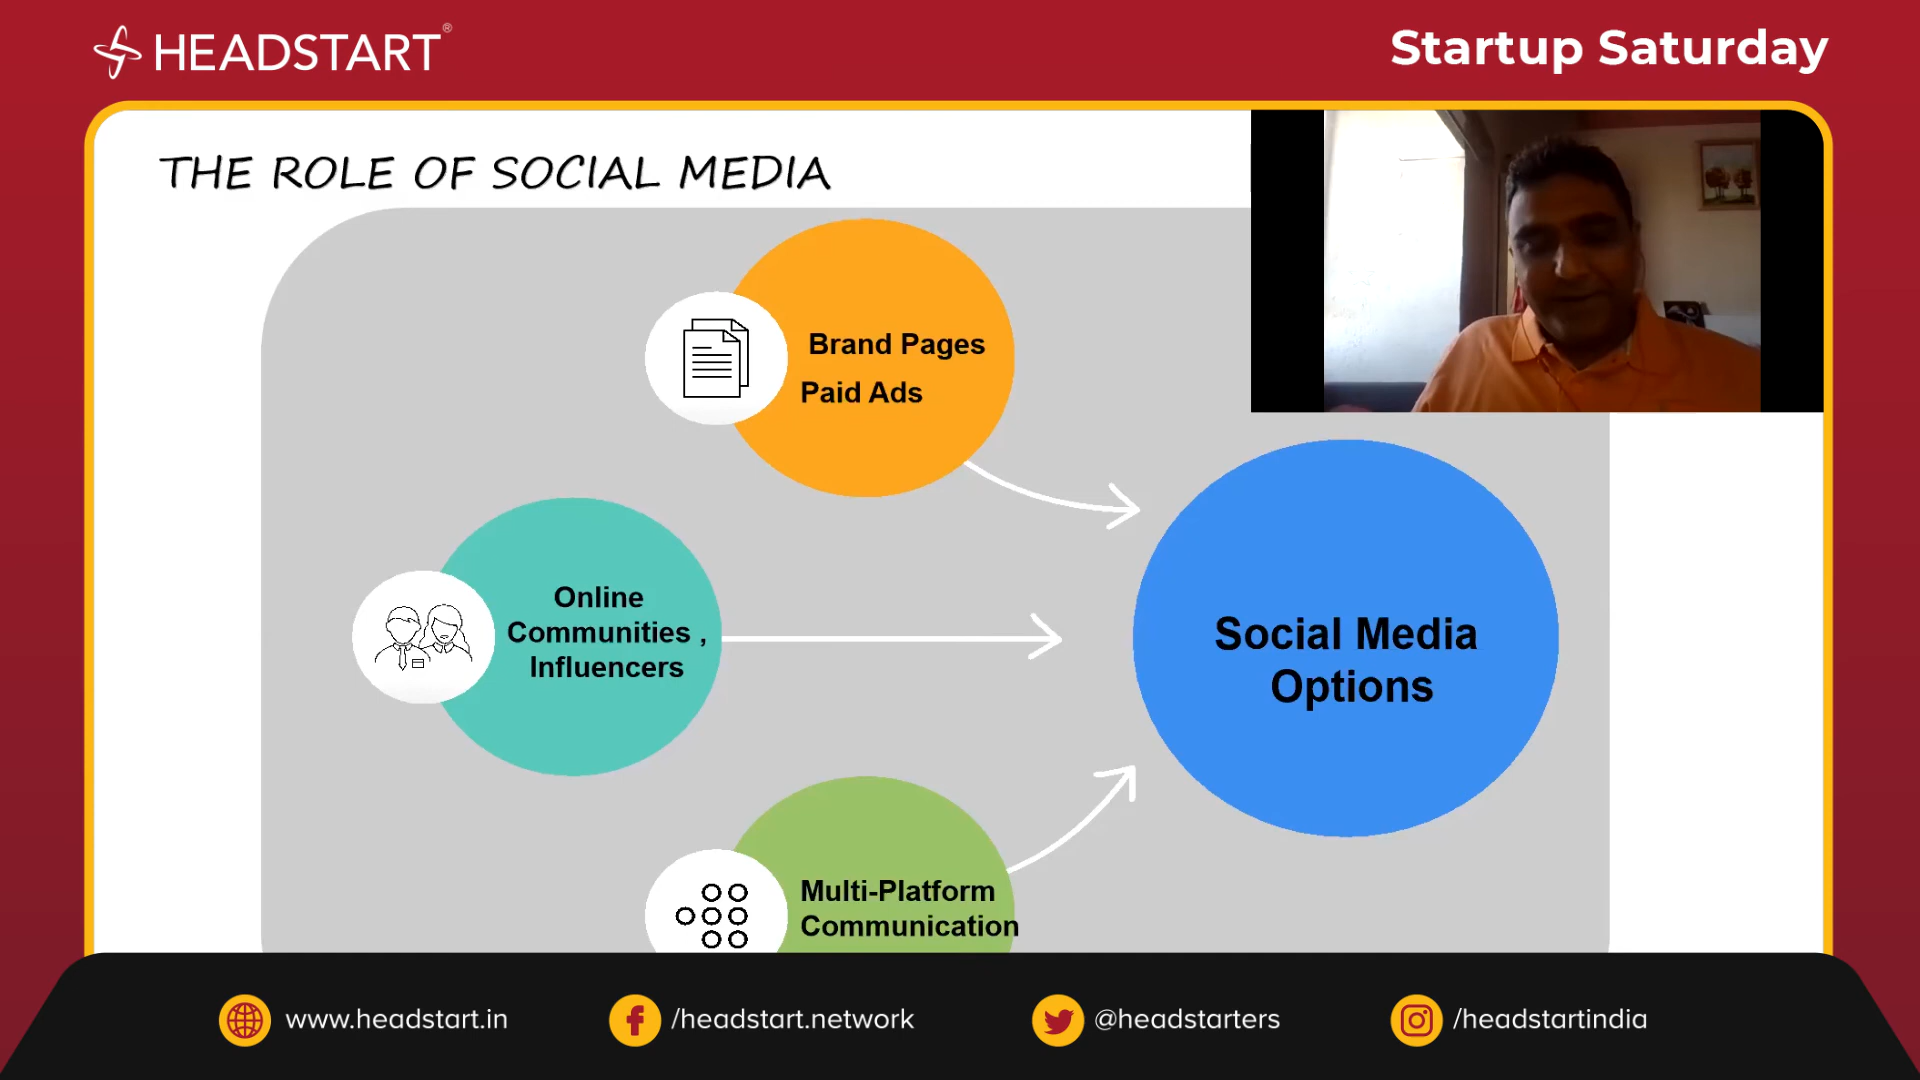 HEADSTART®
Startup Saturday
THE ROLE OF SOCIAL MEDIA
Brand Pages
Paid Ads
Online
Communities ,
Influencers
Social Media
Options
Multi-Platform
Communication
www.headstart.in
/headstart.network
@headstarters
/headstartindia